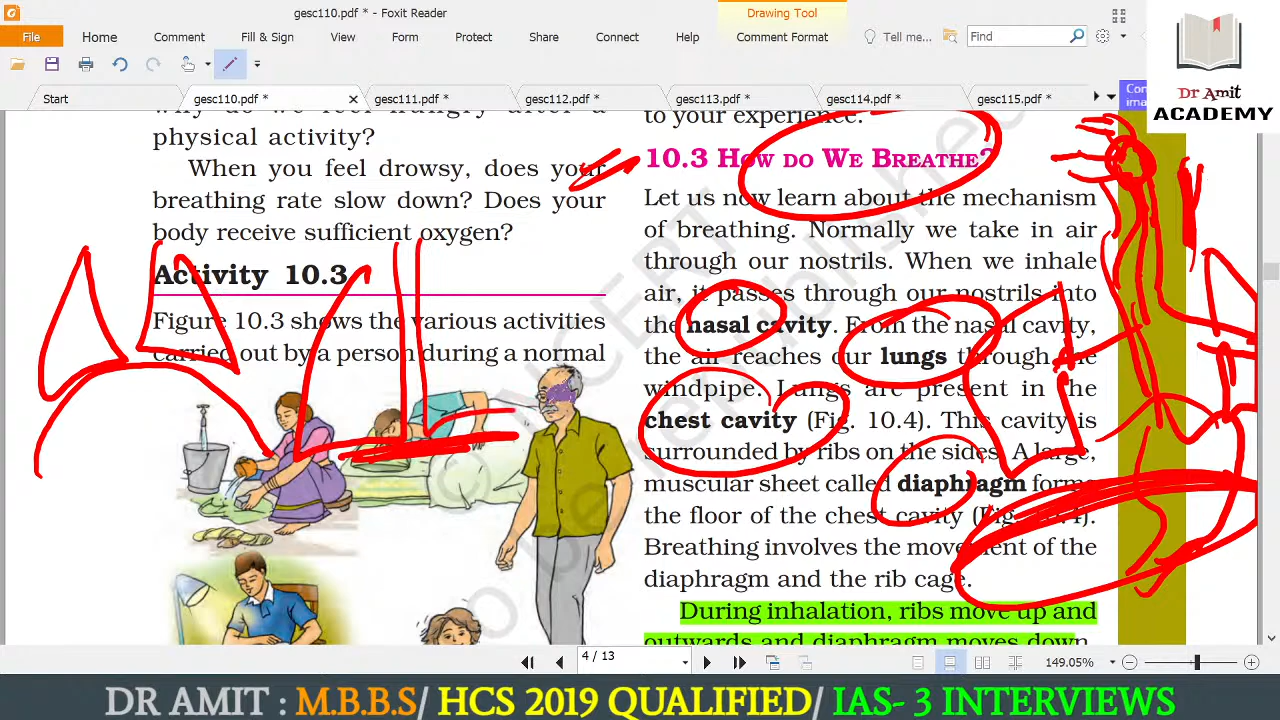 gesc110.pdf * - Foxit Reader
Drawing Tool
File Home Comment Fill & Sign View Form Protect Share Connect Help Comment Format Tell me... Find
Start gesc110.pdf * gesc111.pdf * gesc112.pdf * gesc113.pdf * gesc114.pdf * gesc115.pdf *
Dr Amit
ACADEMY
physical activity?
When you feel drowsy, does your
breathing rate slow down? Does your
body receive sufficient oxygen?
Activity 10.3
Figure 10.3 shows the various activities
carried out by a person during a normal
to your experience.
10.3 HOW DO WE BREATHE?
Let us now learn about the mechanism
of breathing. Normally we take in air
through our nostrils. When we inhale
air, it passes through our nostrils into
the nasal cavity. From the nasal cavity,
the air reaches our lungs through the
windpipe. Lungs are present in the
chest cavity (Fig. 10.4). This cavity is
surrounded by ribs on the sides. A large,
muscular sheet called diaphragm forms
the floor of the chest cavity (Fig. 10.4).
Breathing involves the movement of the
diaphragm and the rib cage.
During inhalation, ribs move up and
outwards and diaphragm moves down.
4 / 13
149.05%
DR AMIT : M.B.B.S/ HCS 2019 QUALIFIED/ IAS- 3 INTERVIEWS